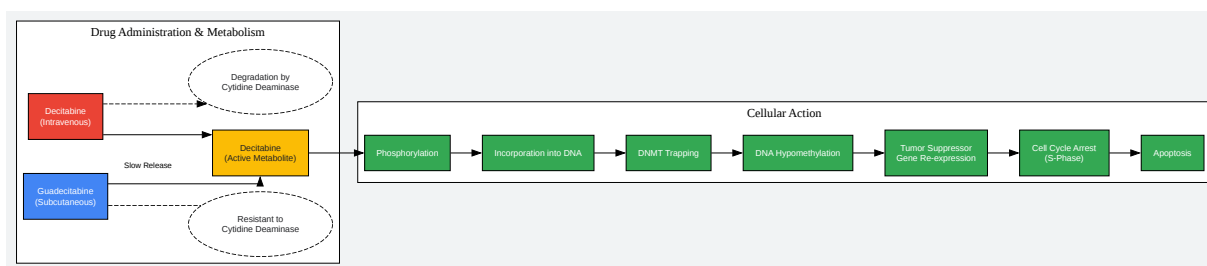 Drug Administration & Metabolism
Degradation by
Cytidine Deaminase
Decitabine
(Intravenous)
Decitabine
(Active Metabolite)
Slow Release
Guadecitabine
(Subcutaneous)
Resistant to
Cytidine Deaminase
Cellular Action
Phosphorylation
Incorporation into DNA
DNMT Trapping
DNA Hypomethylation
Tumor Suppressor
Gene Re-expression
Cell Cycle Arrest
(S-Phase)
Apoptosis